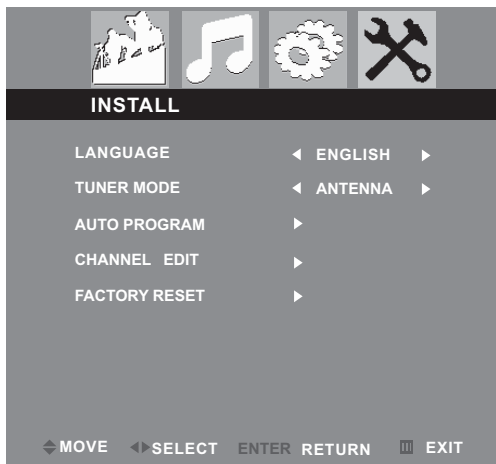 INSTALL
LANGUAGE ENGLISH
TUNER MODE ANTENNA
AUTO PROGRAM
CHANNEL EDIT
FACTORY RESET
MOVE SELECT ENTER RETURN EXIT